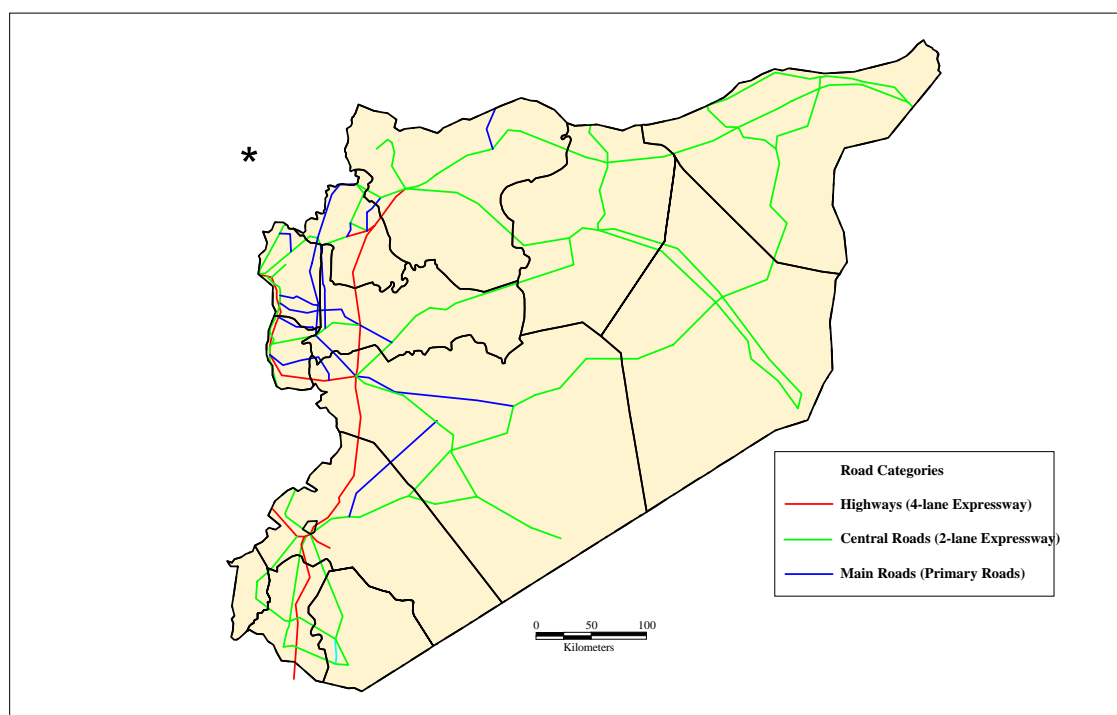 *
Road Categories
Highways (4-lane Expressway)
Central Roads (2-lane Expressway)
Main Roads (Primary Roads)
0 50 100
Kilometers